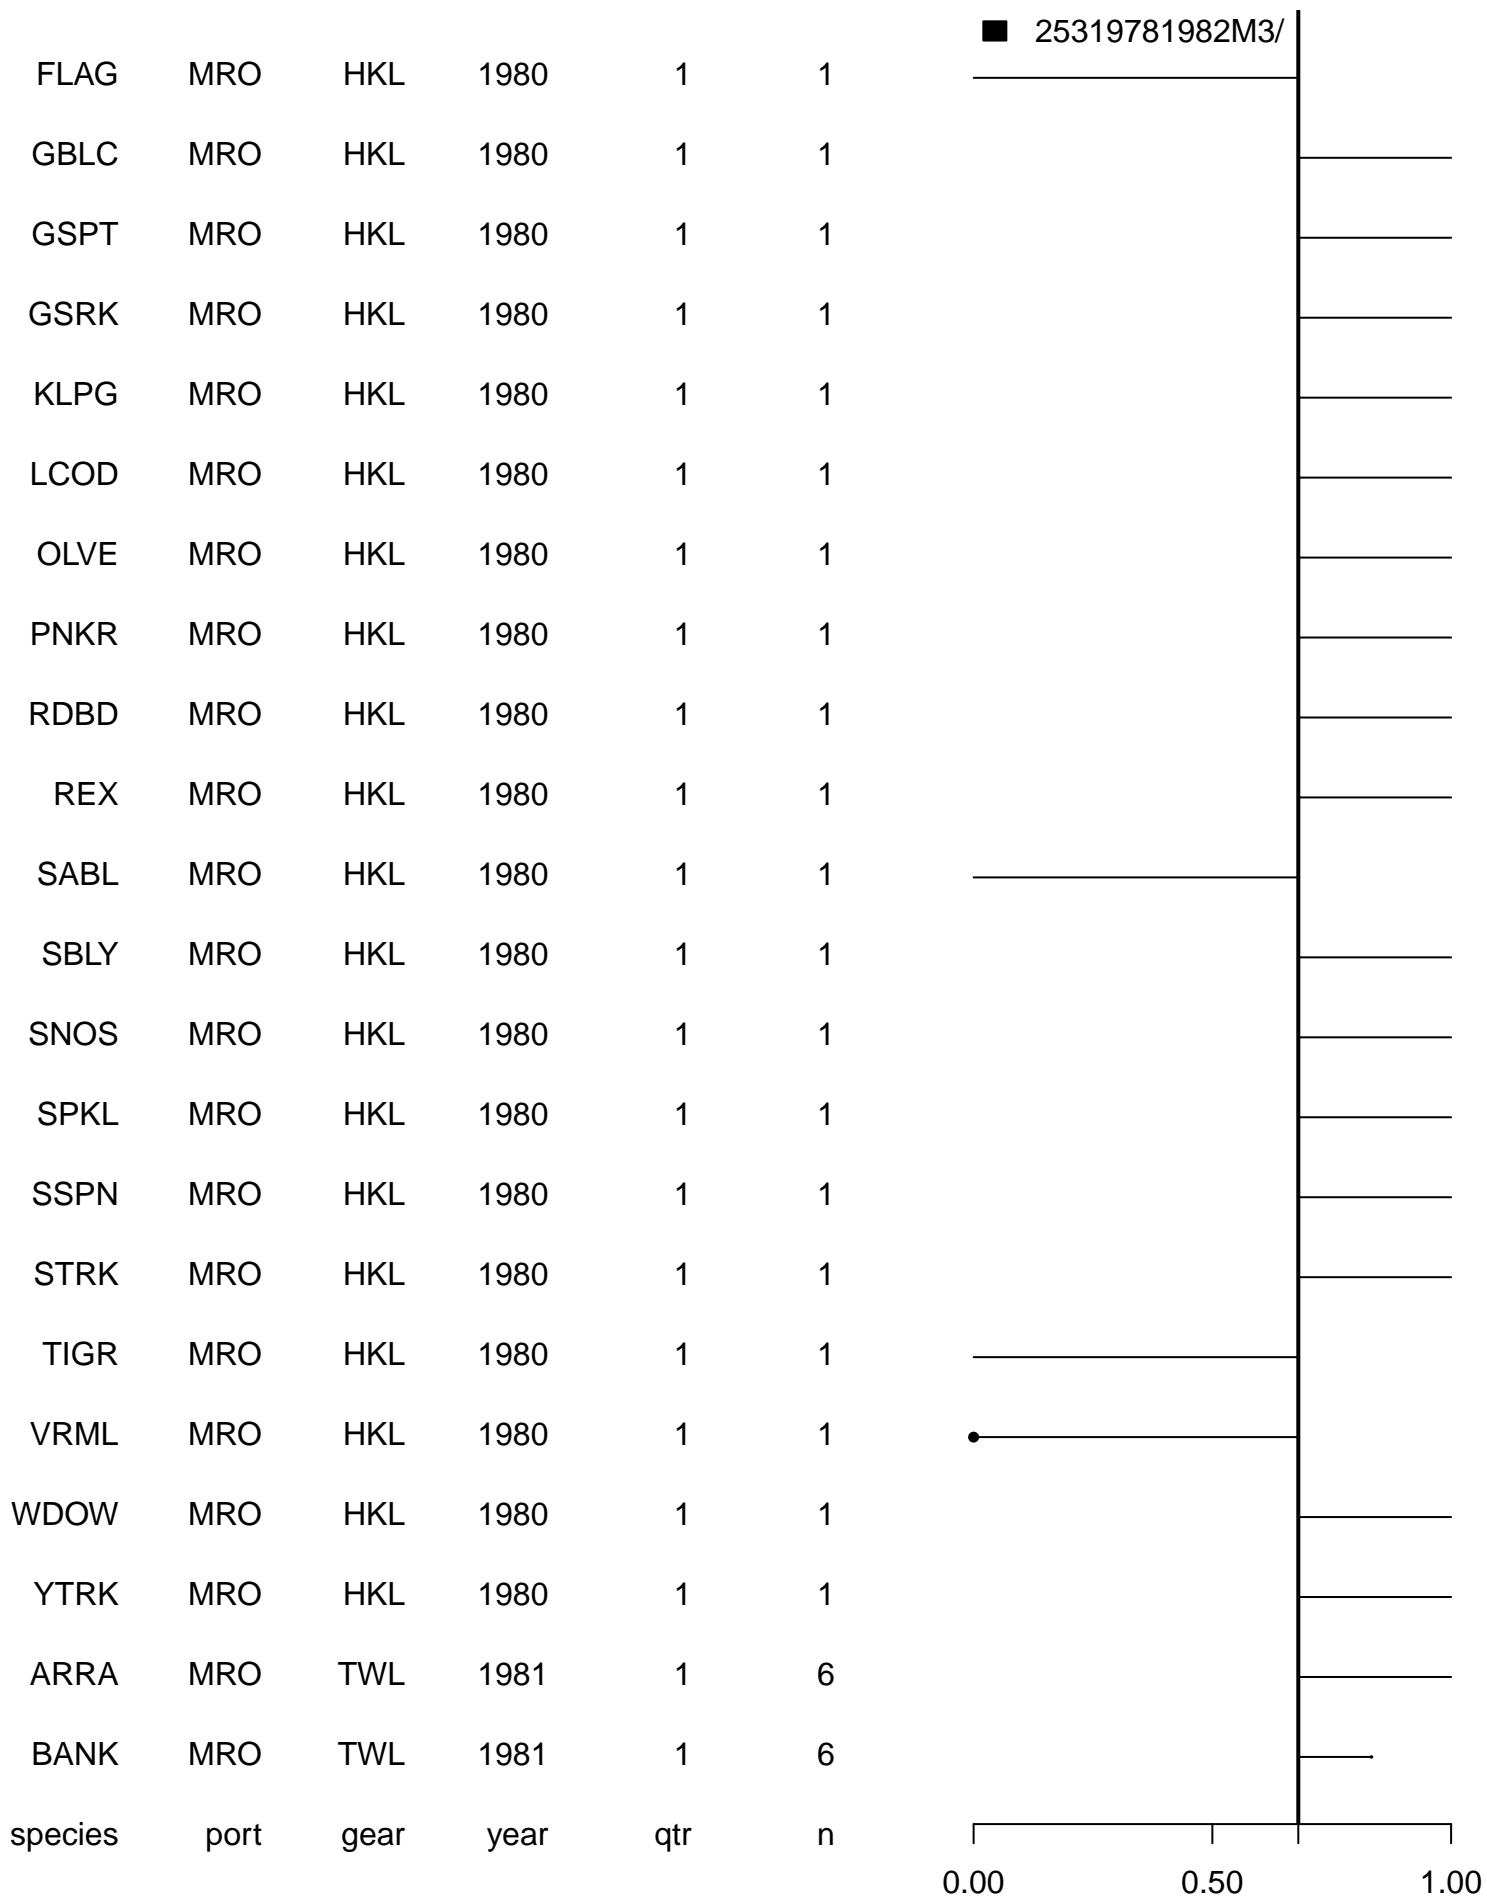 25319781982M3/
FLAG MRO HKL 1980 1 1
GBLC MRO HKL 1980 1 1
GSPT MRO HKL 1980 1 1
GSRK MRO HKL 1980 1 1
KLPG MRO HKL 1980 1 1
LCOD MRO HKL 1980 1 1
OLVE MRO HKL 1980 1 1
PNKR MRO HKL 1980 1 1
RDBD MRO HKL 1980 1 1
REX MRO HKL 1980 1 1
SABL MRO HKL 1980 1 1
SBLY MRO HKL 1980 1 1
SNOS MRO HKL 1980 1 1
SPKL MRO HKL 1980 1 1
SSPN MRO HKL 1980 1 1
STRK MRO HKL 1980 1 1
TIGR MRO HKL 1980 1 1
VRML MRO HKL 1980 1 1
WDOW MRO HKL 1980 1 1
YTRK MRO HKL 1980 1 1
ARRA MRO TWL 1981 1 6
BANK MRO TWL 1981 1 6
species port gear year qtr n
0.00 0.50 1.00